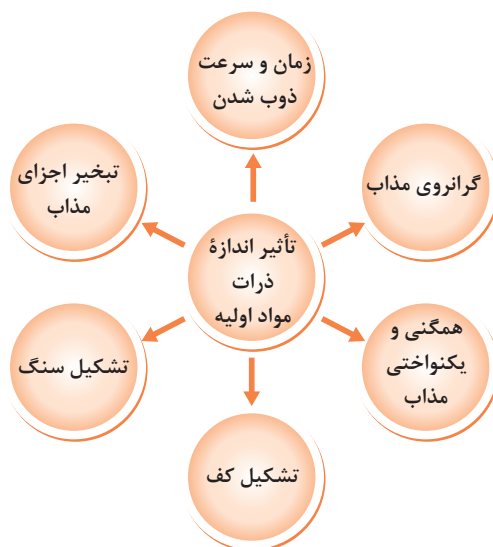 زمان و سرعت
ذوب شدن
گرانروی مذاب
تبخیر اجزای
مذاب
تأثیر اندازهٔ
ذرات
مواد اولیه
همگنی و
یکنواختی
مذاب
تشکیل سنگ
تشکیل کف